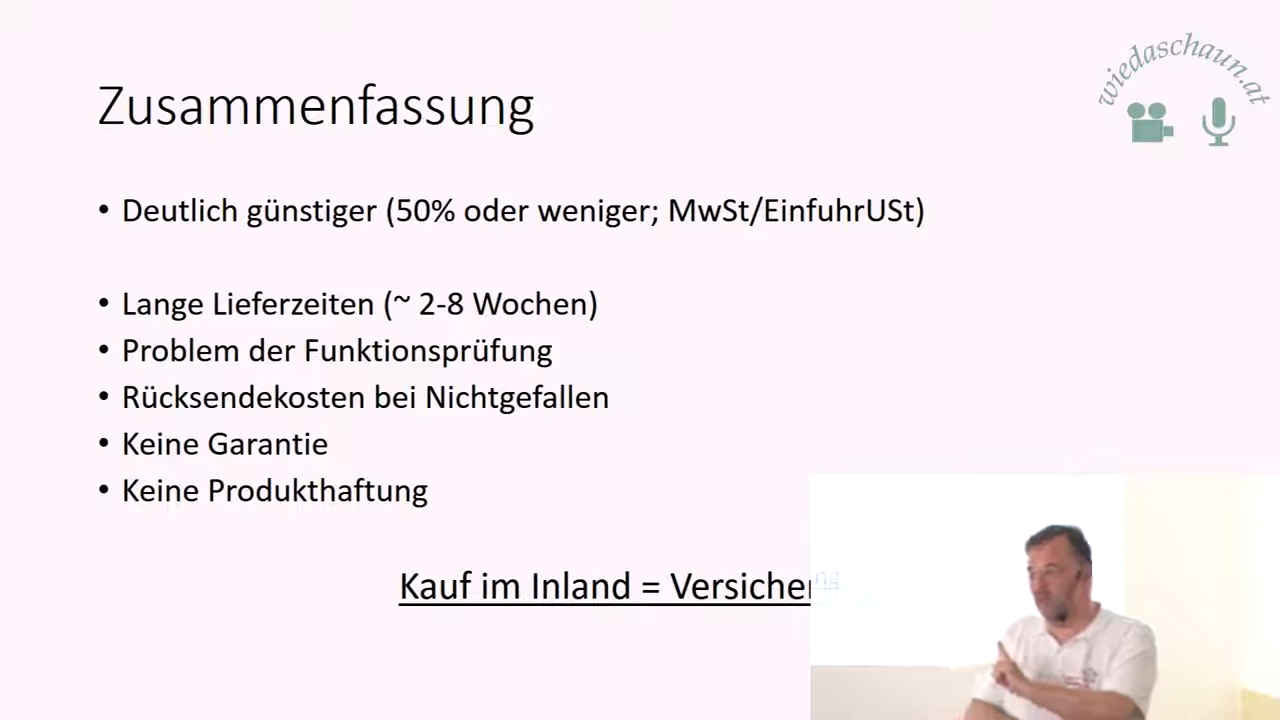 wiedaschaun.at
Zusammenfassung
• Deutlich günstiger (50% oder weniger; MwSt/EinfuhrUSt)
• Lange Lieferzeiten (~ 2-8 Wochen)
• Problem der Funktionsprüfung
• Rücksendekosten bei Nichtgefallen
• Keine Garantie
• Keine Produkthaftung
Kauf im Inland =